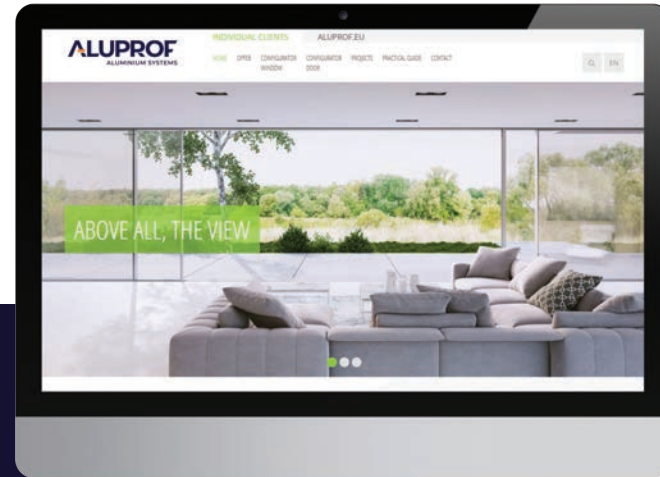 INDIVIDUAL CLIENTS ALUPROF.EU
ALUPROF
ALUMINIUM SYSTEMS
HOME OFFER CONFIGURATOR WINDOW CONFIGURATOR DOOR PROJECTS PRACTICAL GUIDE CONTACT
EN
ABOVE ALL, THE VIEW